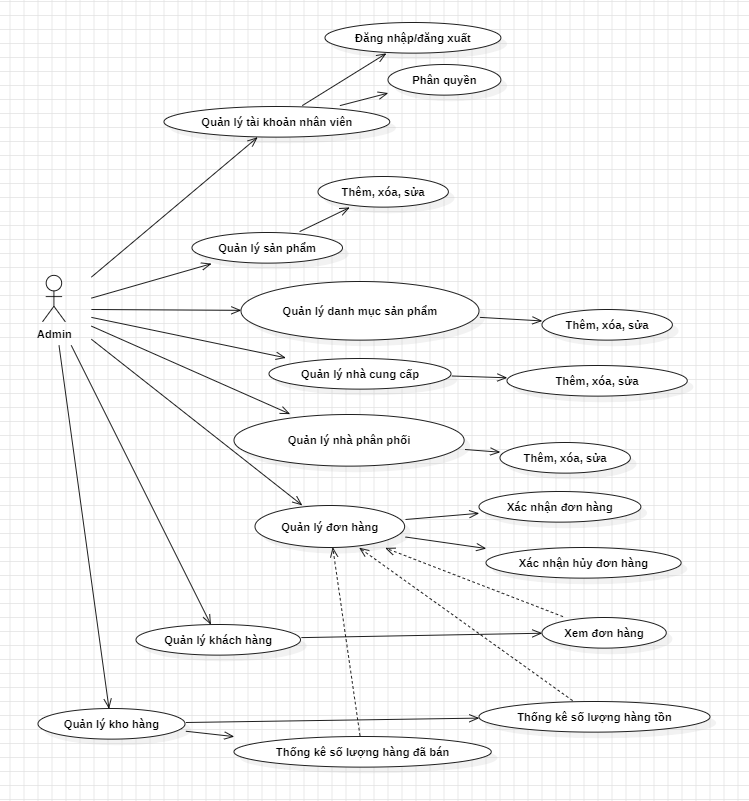 Đăng nhập/đăng xuất
Phân quyền
Quản lý tài khoản nhân viên
Thêm, xóa, sửa
Quản lý sản phẩm
Quản lý danh mục sản phẩm
Thêm, xóa, sửa
Admin
Quản lý nhà cung cấp
Thêm, xóa, sửa
Quản lý nhà phân phối
Thêm, xóa, sửa
Xác nhận đơn hàng
Quản lý đơn hàng
Xác nhận hủy đơn hàng
Quản lý khách hàng
Xem đơn hàng
Quản lý kho hàng
Thống kê số lượng hàng tồn
Thống kê số lượng hàng đã bán